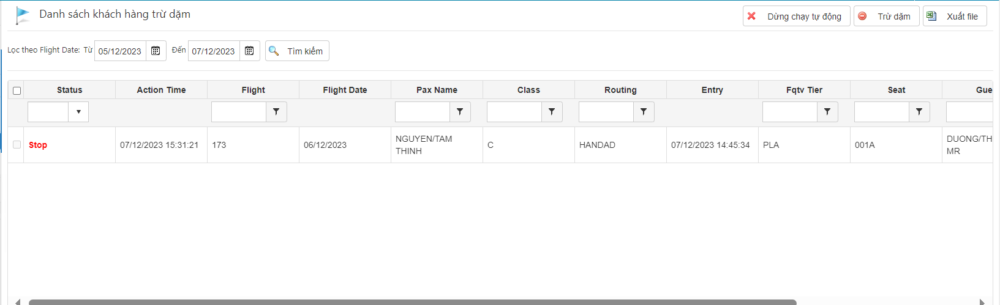 Danh sách khách hàng trừ dặm
Dừng chạy tự động Trừ dặm Xuất file
Lọc theo Flight Date: Từ 05/12/2023 Đến 07/12/2023 Tìm kiếm
Status Action Time Flight Flight Date Pax Name Class Routing Entry Fqtv Tier Seat Gue
Stop 07/12/2023 15:31:21 173 06/12/2023 NGUYEN/TAM THINH C HANDAD 07/12/2023 14:45:34 PLA 001A DUONG/TH MR